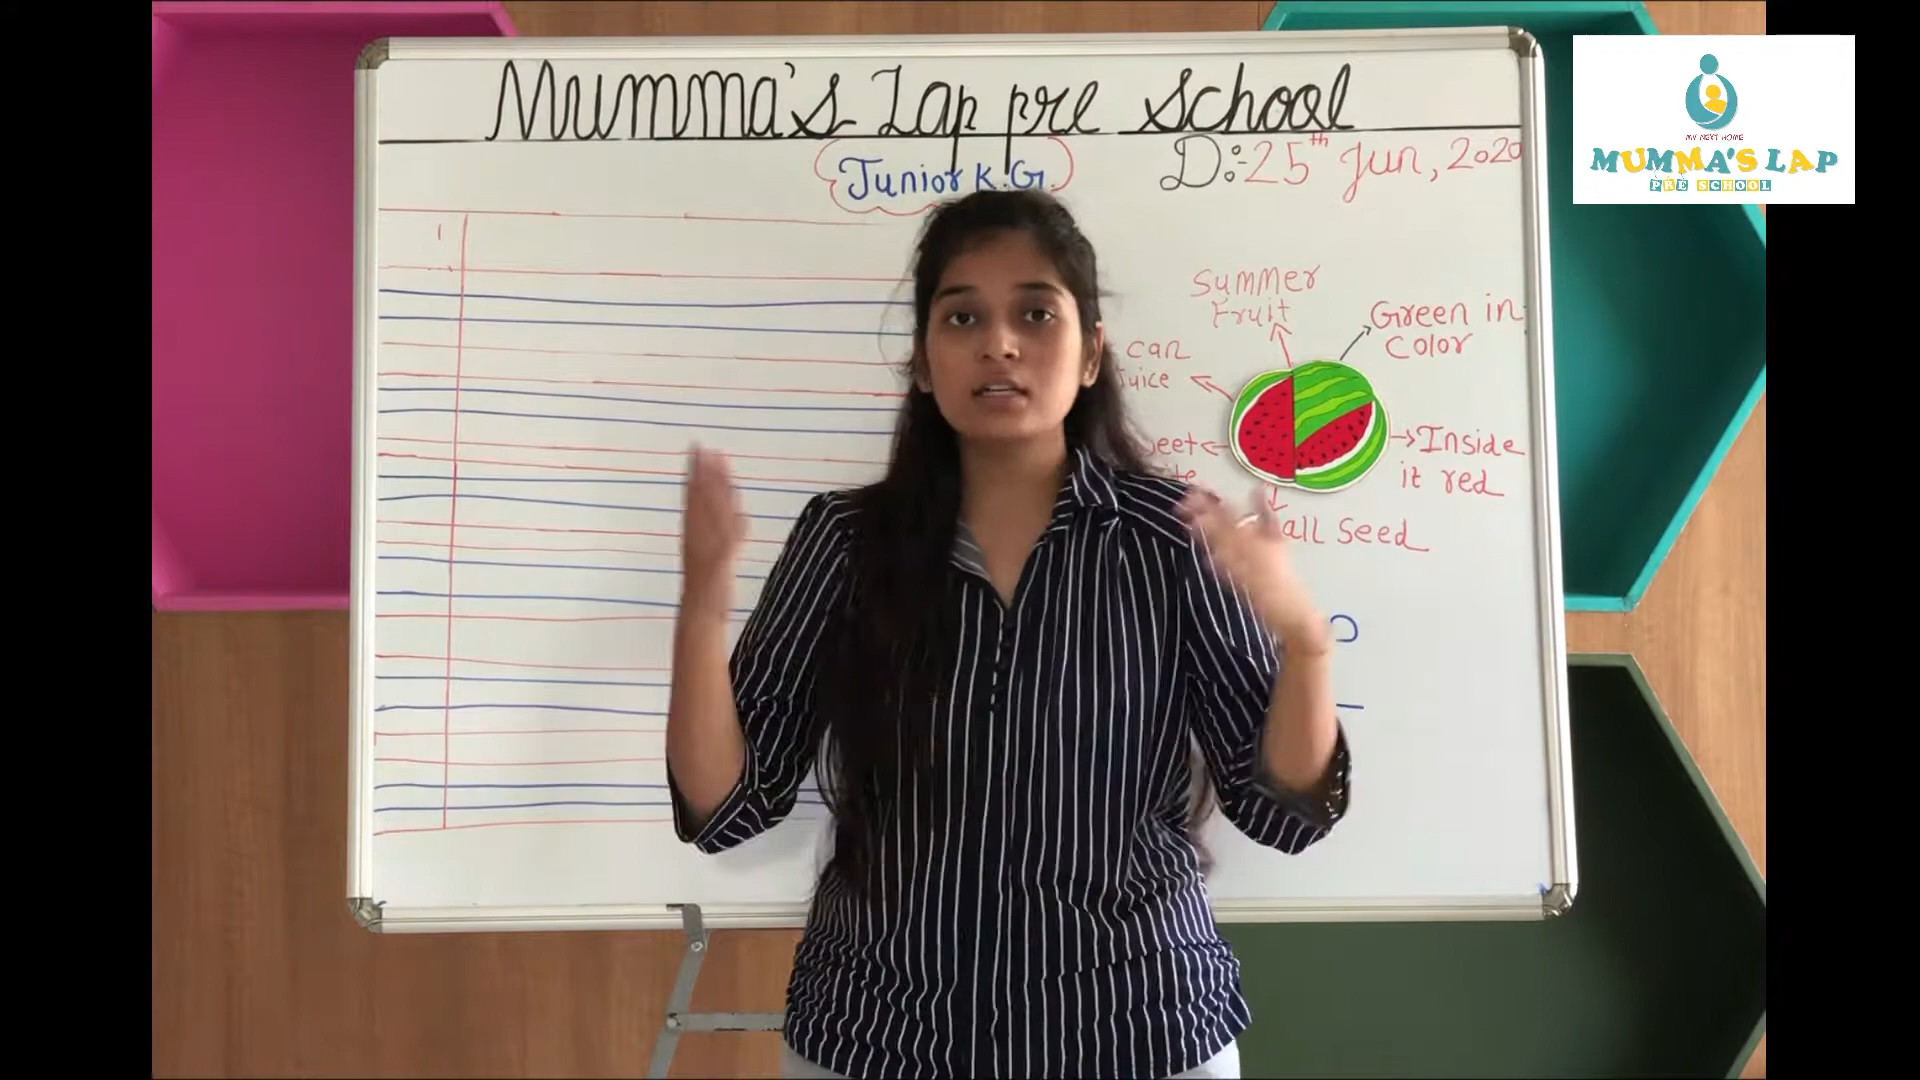 Mumma's Lap pre school
Junior K.G.
D:- 25th Jun, 2020
1
Summer
Fruit
Green in
color
can
Juice
Inside
it red
Seed
MY NEXT HOME
MUMMA'S LAP
PRE SCHOOL